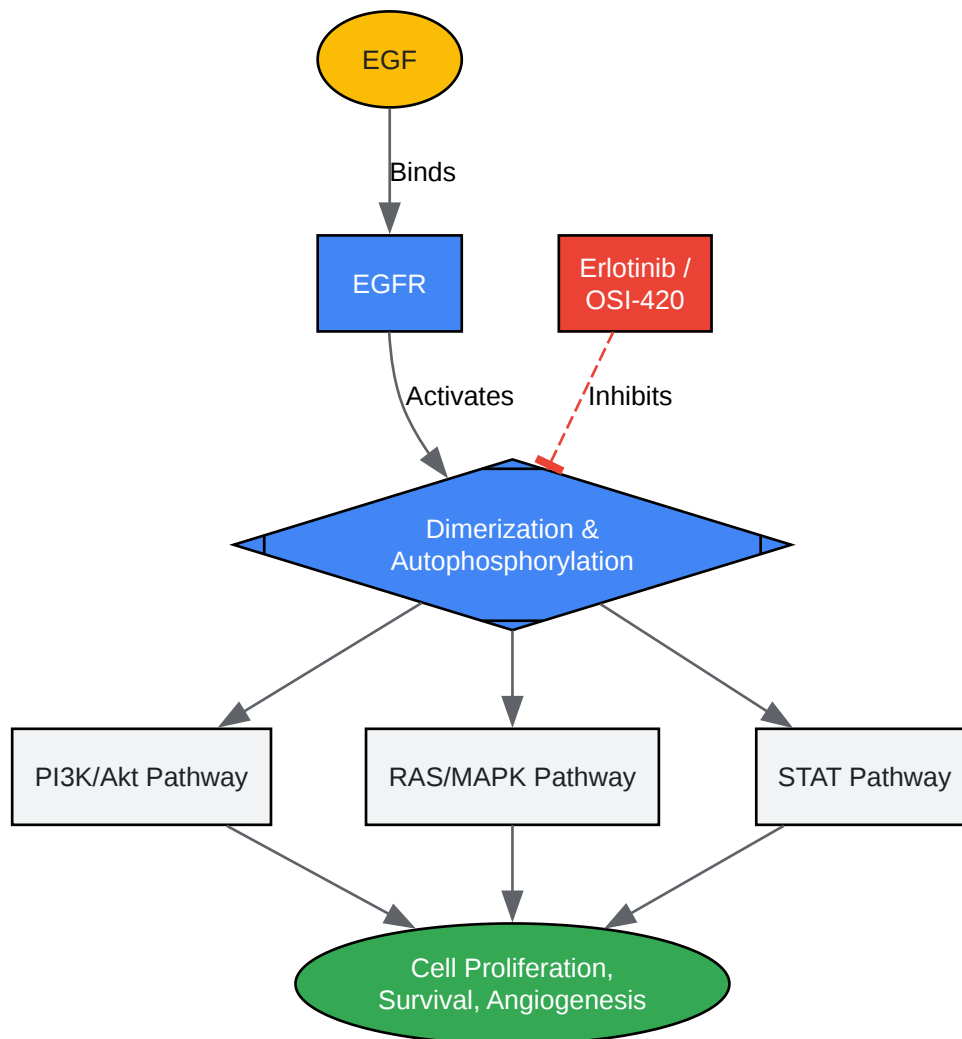 EGF
Binds
EGFR
Erlotinib /
OSI-420
Activates
Inhibits
Dimerization &
Autophosphorylation
PI3K/Akt Pathway
RAS/MAPK Pathway
STAT Pathway
Cell Proliferation,
Survival, Angiogenesis